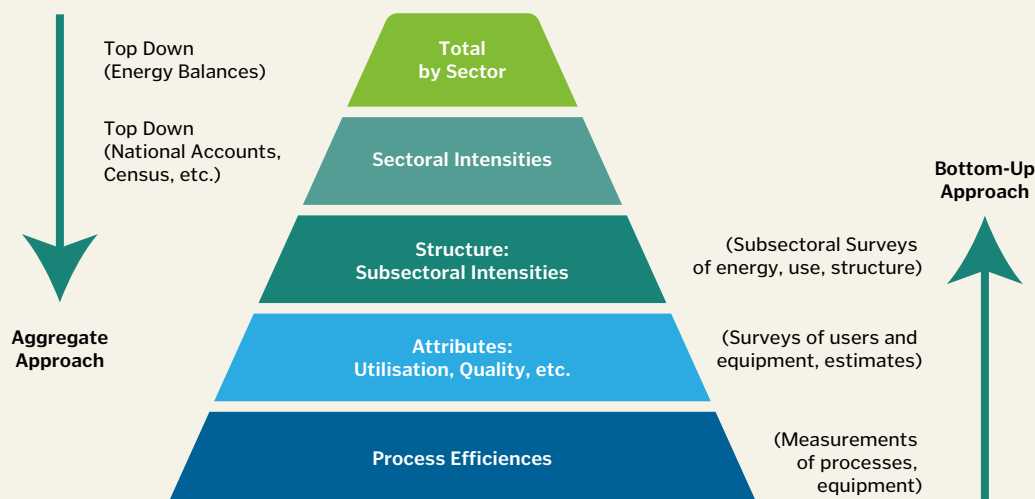 Top Down
(Energy Balances)
Total
by Sector
Top Down
(National Accounts,
Census, etc.)
Sectoral Intensities
Bottom-Up
Approach
Structure:
Subsectoral Intensities
(Subsectoral Surveys
of energy, use, structure)
Aggregate
Approach
Attributes:
Utilisation, Quality, etc.
(Surveys of users and
equipment, estimates)
Process Efficiences
(Measurements
of processes,
equipment)